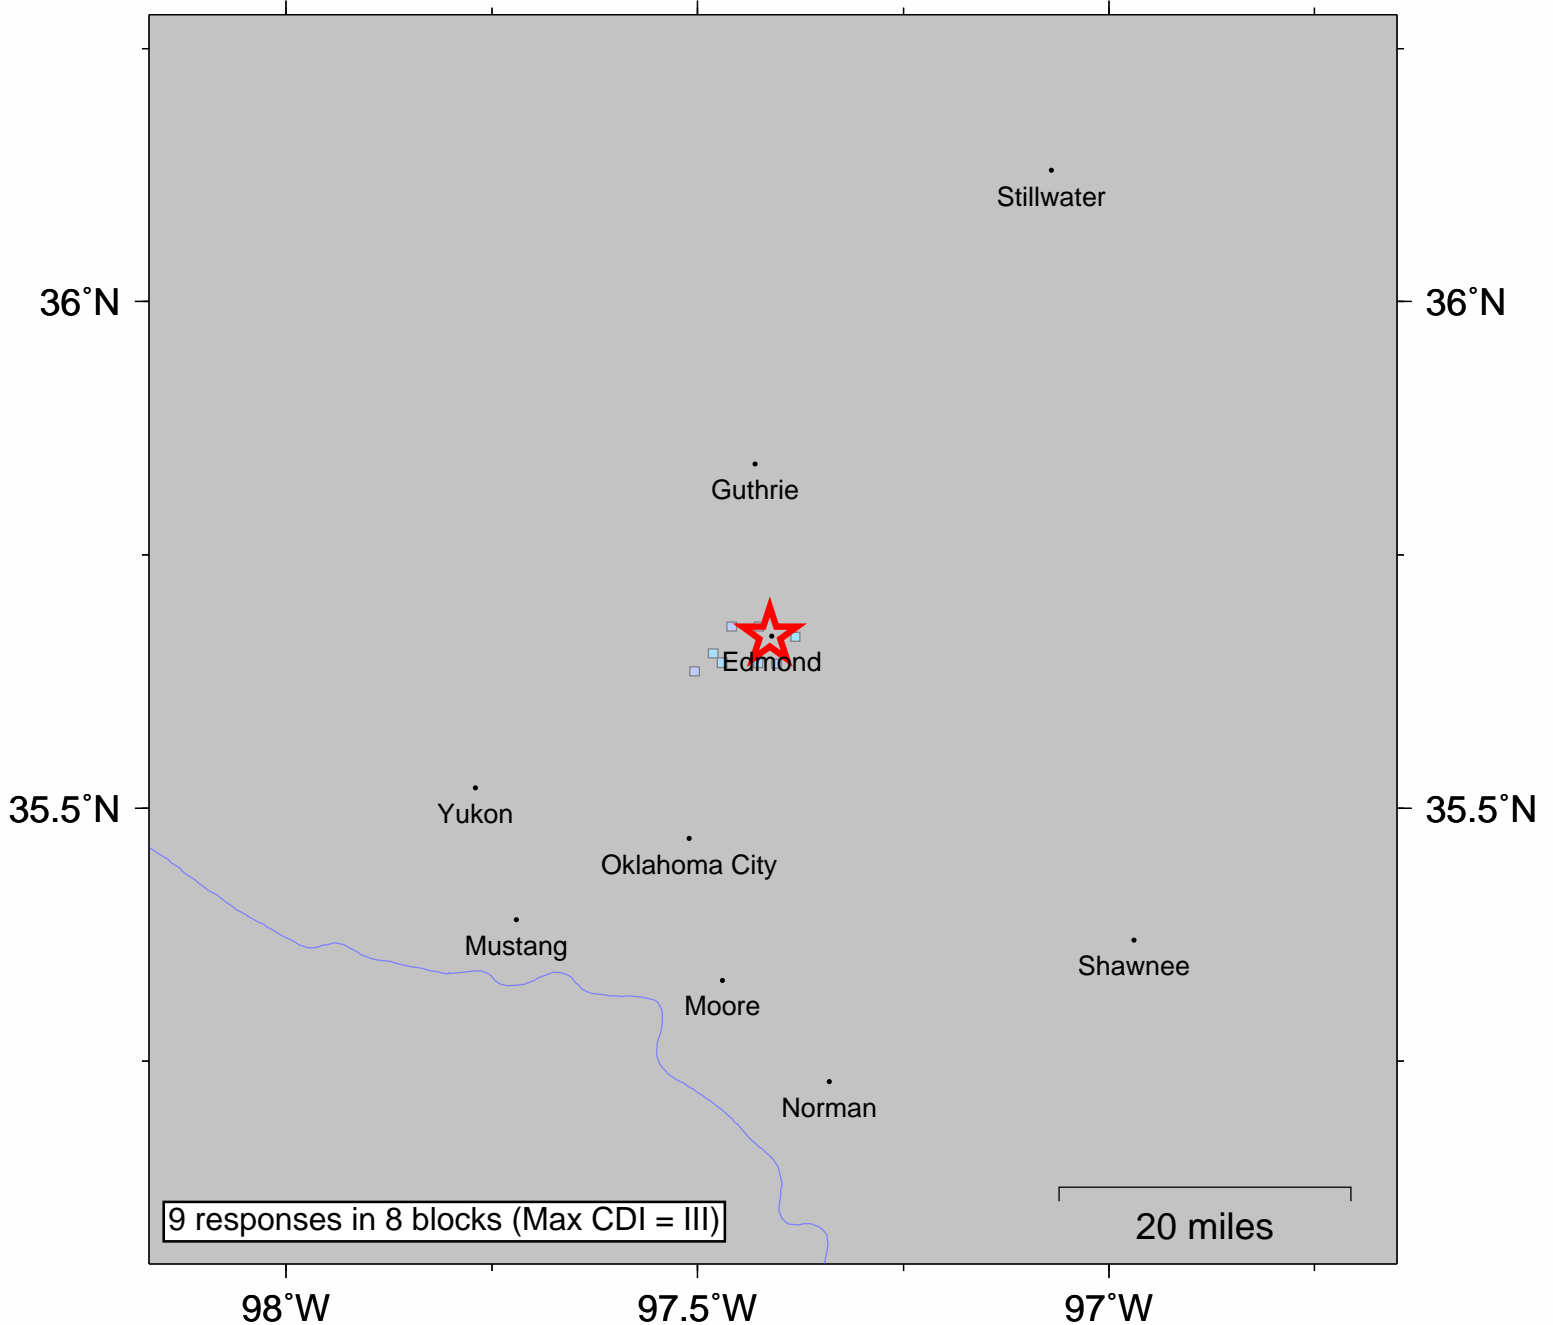 Stillwater
36˚N
36˚N
Guthrie
Edmond
35.5˚N
35.5˚N
Yukon
Oklahoma City
Mustang
Shawnee
Moore
Norman
9 responses in 8 blocks (Max CDI = III)
20 miles
98˚W
97.5˚W
97˚W